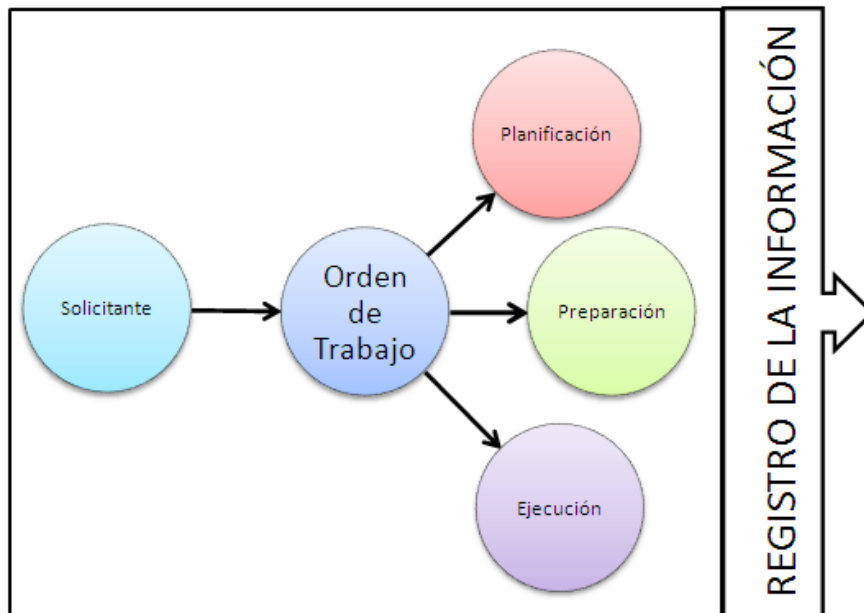 Planificación
Solicitante
Orden
de
Trabajo
Preparación
Ejecución
REGISTRO DE LA INFORMACIÓN